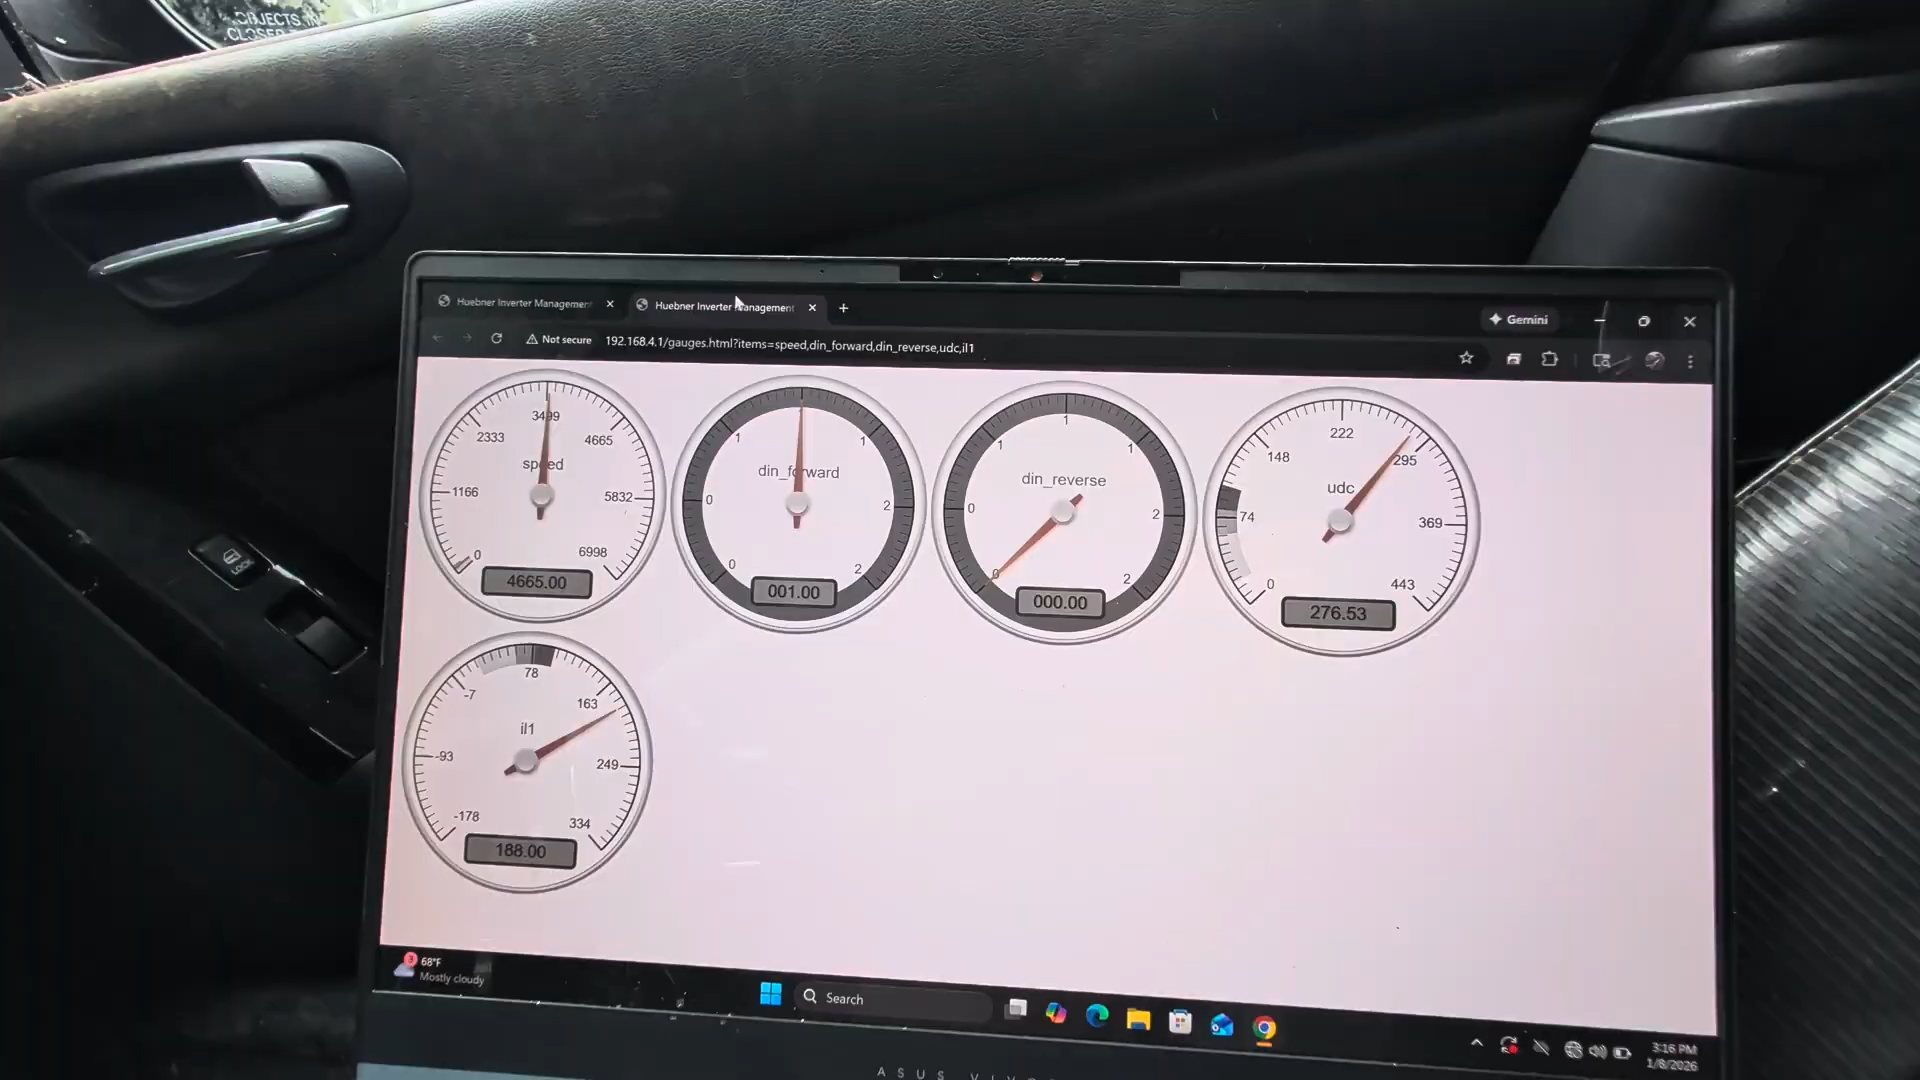 OBJECTS IN
Huebner Inverter Management
Huebner Inverter Management
Gemini
Not secure
192.168.4.1/gauges.html?items=speed,din_forward,din_reverse,udc,il1
0
1166
2333
3499
4665
5832
6998
speed
4665.00
0
0
1
1
2
2
din_forward
001.00
0
0
1
1
1
2
2
din_reverse
000.00
0
74
148
222
295
369
443
udc
276.53
-178
-93
-7
78
163
249
334
il1
188.00
LOCK
3
68°F
Mostly cloudy
Search
3:16 PM
1/8/2026